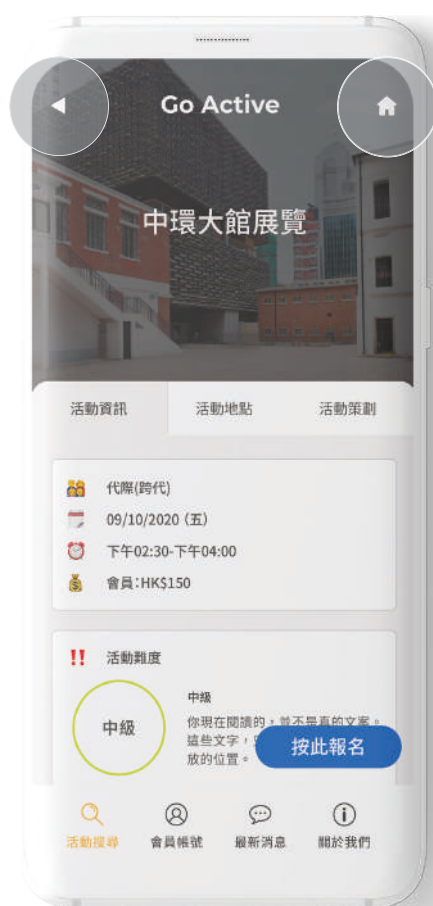 Go Active
中環大館展覽
活動資訊
活動地點
活動策劃
代際(跨代)
09/10/2020 (五)
下午02:30-下午04:00
會員:HK$150
活動難度
中級
中級
你現在閱讀的，並不是真的文案。
這些文字，
放的位置。
按此報名
活動搜尋
會員帳號
最新消息
關於我們